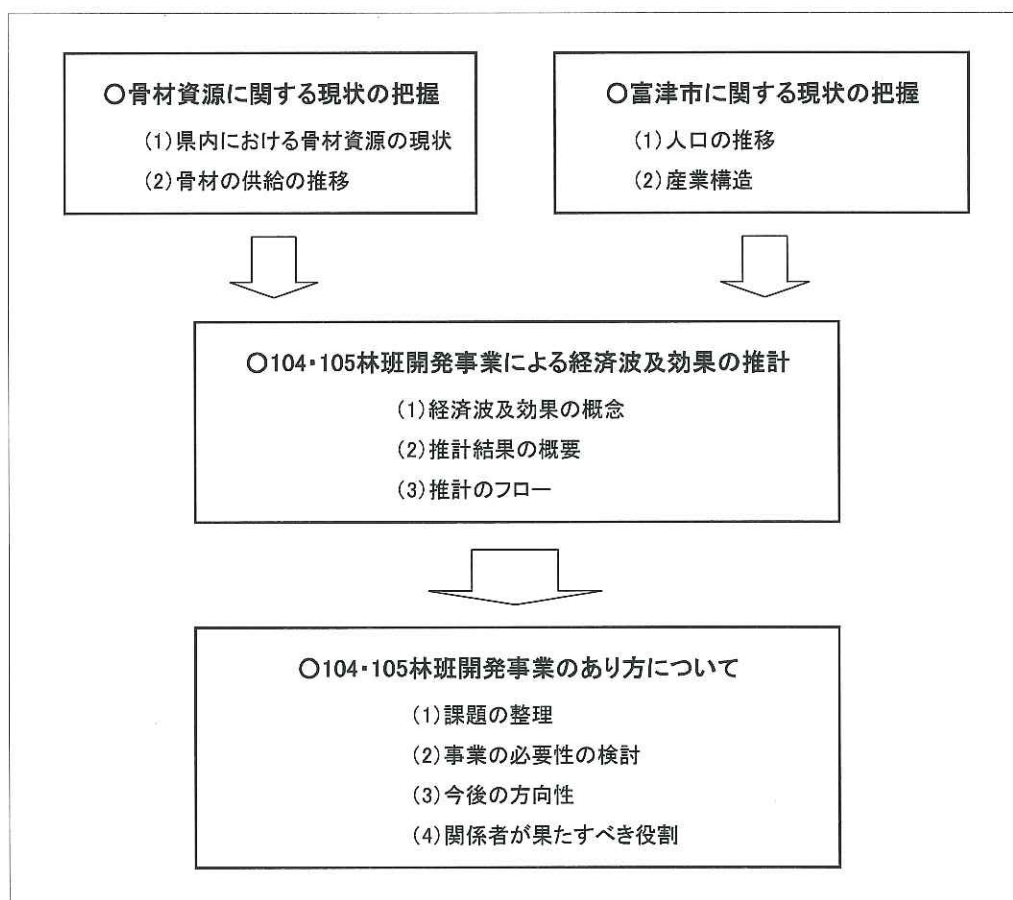 ○骨材資源に関する現状の把握
(1)県内における骨材資源の現状
(2)骨材の供給の推移
○富津市に関する現状の把握
(1)人口の推移
(2)産業構造
○104・105林班開発事業による経済波及効果の推計
(1)経済波及効果の概念
(2)推計結果の概要
(3)推計のフロー
○104・105林班開発事業のあり方について
(1)課題の整理
(2)事業の必要性の検討
(3)今後の方向性
(4)関係者が果たすべき役割